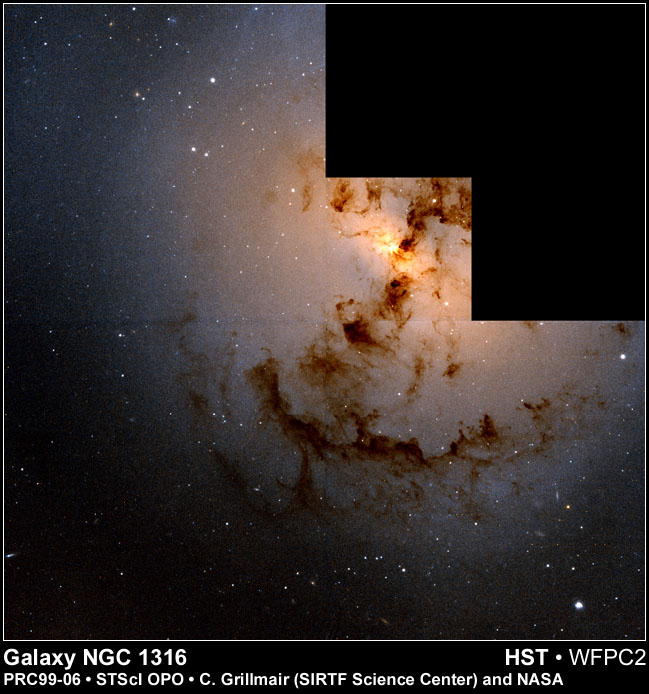 Galaxy NGC 1316 HST • WFPC2
PRC99-06 • STScI OPO • C. Grillmair (SIRTF Science Center) and NASA